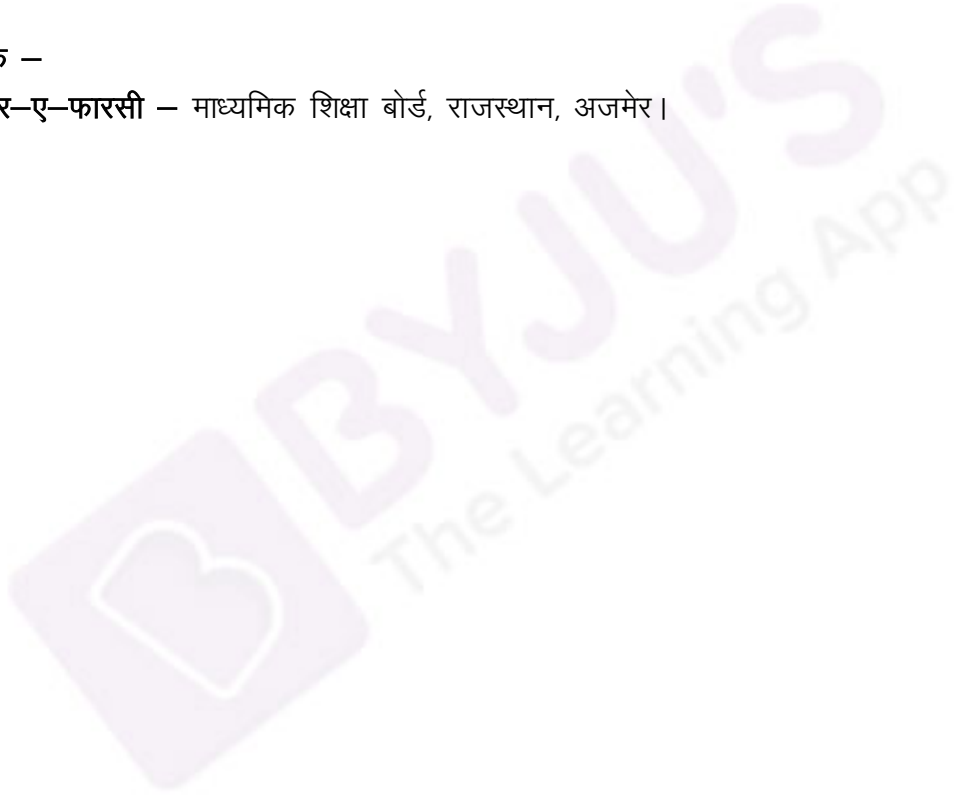 –
र–ए–फारसी – माध्यमिक शिक्षा बोर्ड, राजस्थान, अजमेर।
BYJU'S
The Learning App